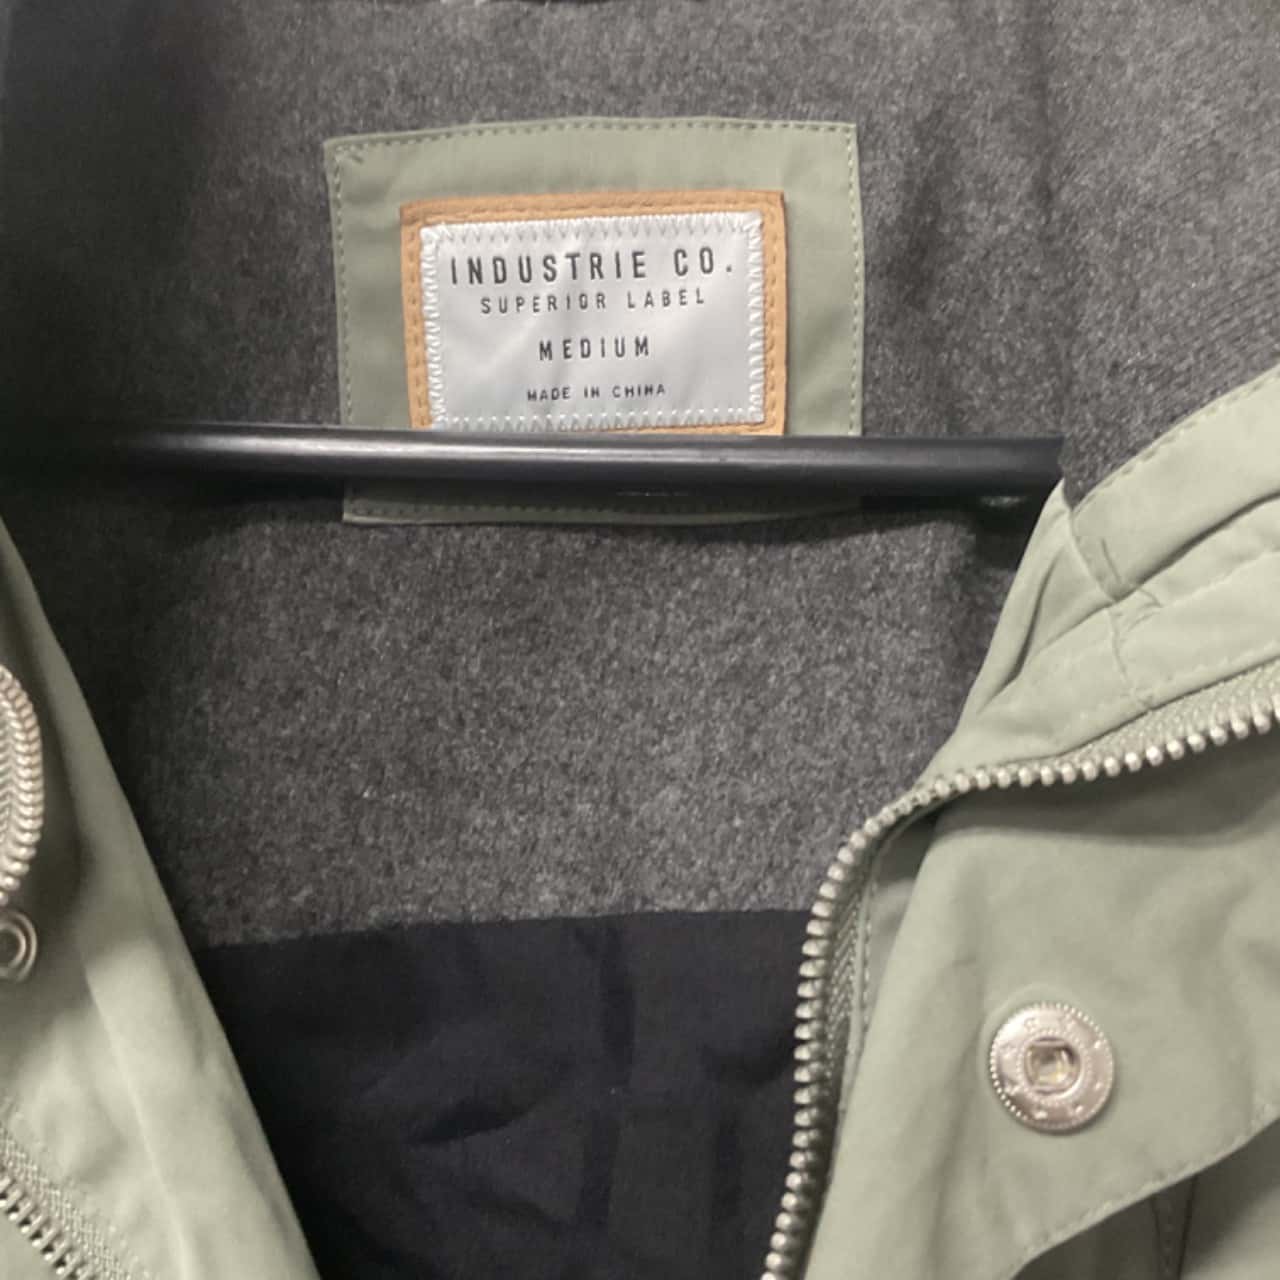 INDUSTRIE CO.
SUPERIOR LABEL
MEDIUM
MADE IN CHINA